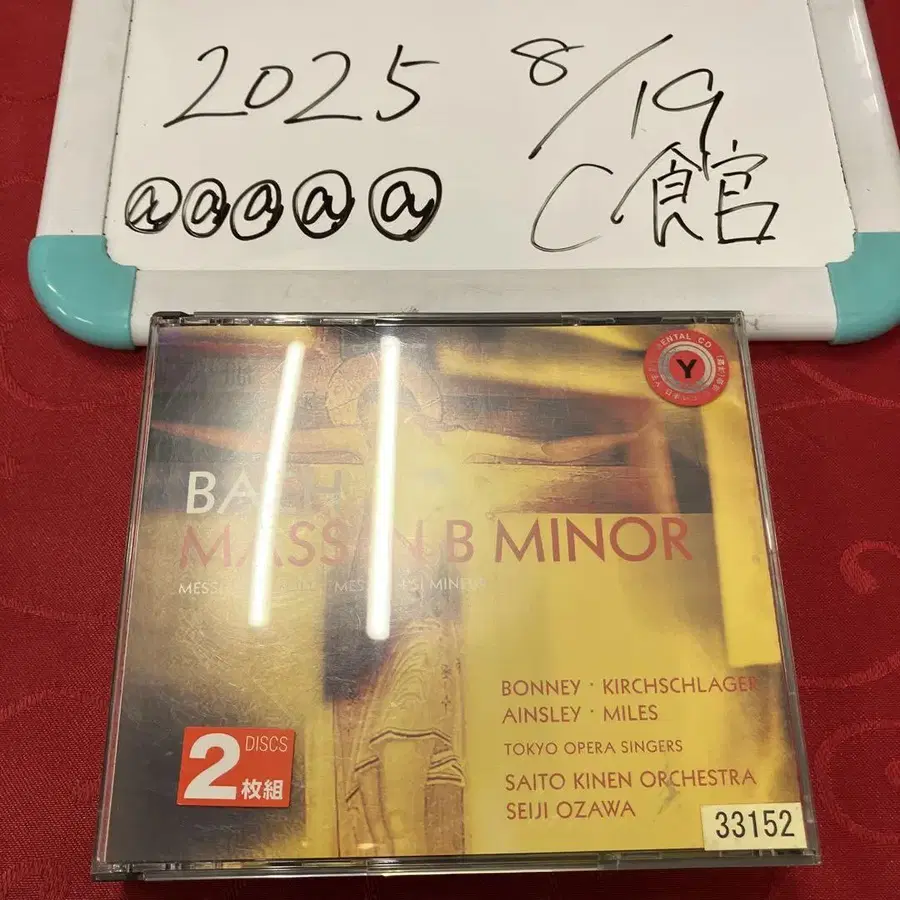 2025 8/19
ⓐⓐⓐⓐⓐ C館
RENTAL CD
Y
BACH
MASS IN B MINOR
BONNEY · KIRCHSCHLAGER
AINSLEY · MILES
TOKYO OPERA SINGERS
SAITO KINEN ORCHESTRA
SEIJI OZAWA
2 DISCS
枚組
33152